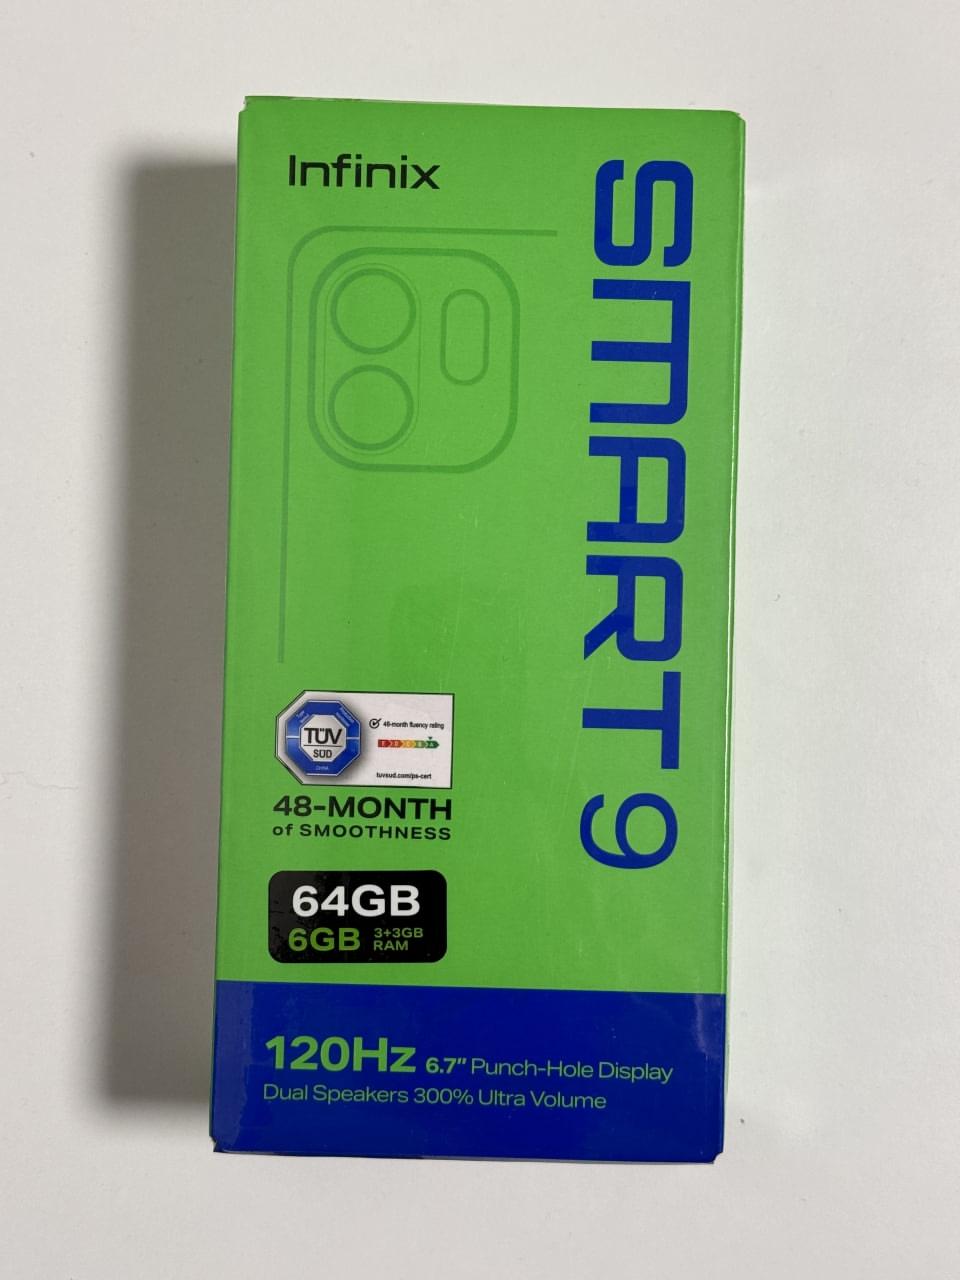 Infinix
SMART 9
TÜV
SÜD
48-month fluency rating
E D C B A
tuvsud.com/ps-cert
48-MONTH
of SMOOTHNESS
64GB
6GB 3+3GB
RAM
120Hz 6.7" Punch-Hole Display
Dual Speakers 300% Ultra Volume